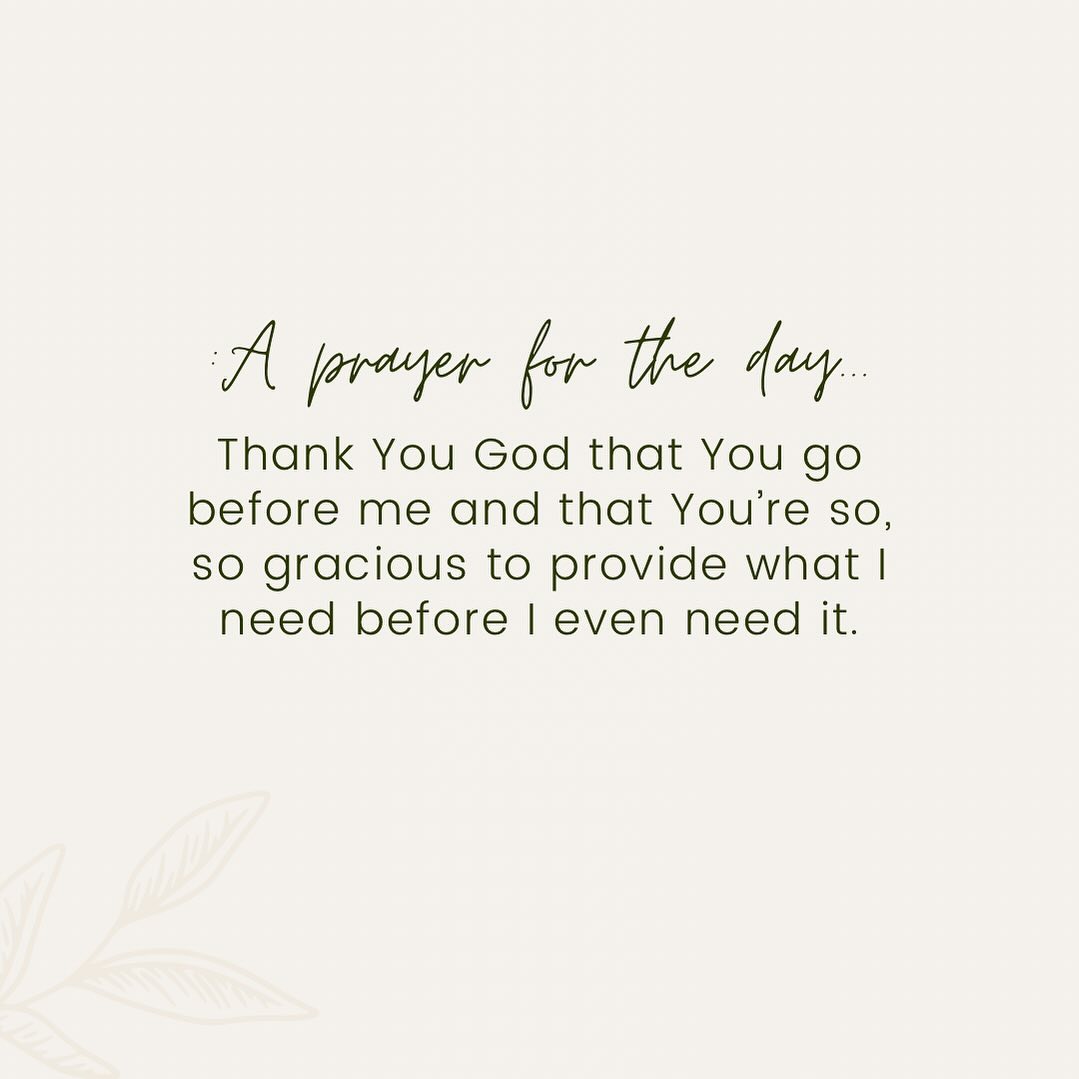 :A prayer for the day...
Thank You God that You go
before me and that You’re so,
so gracious to provide what I
need before I even need it.